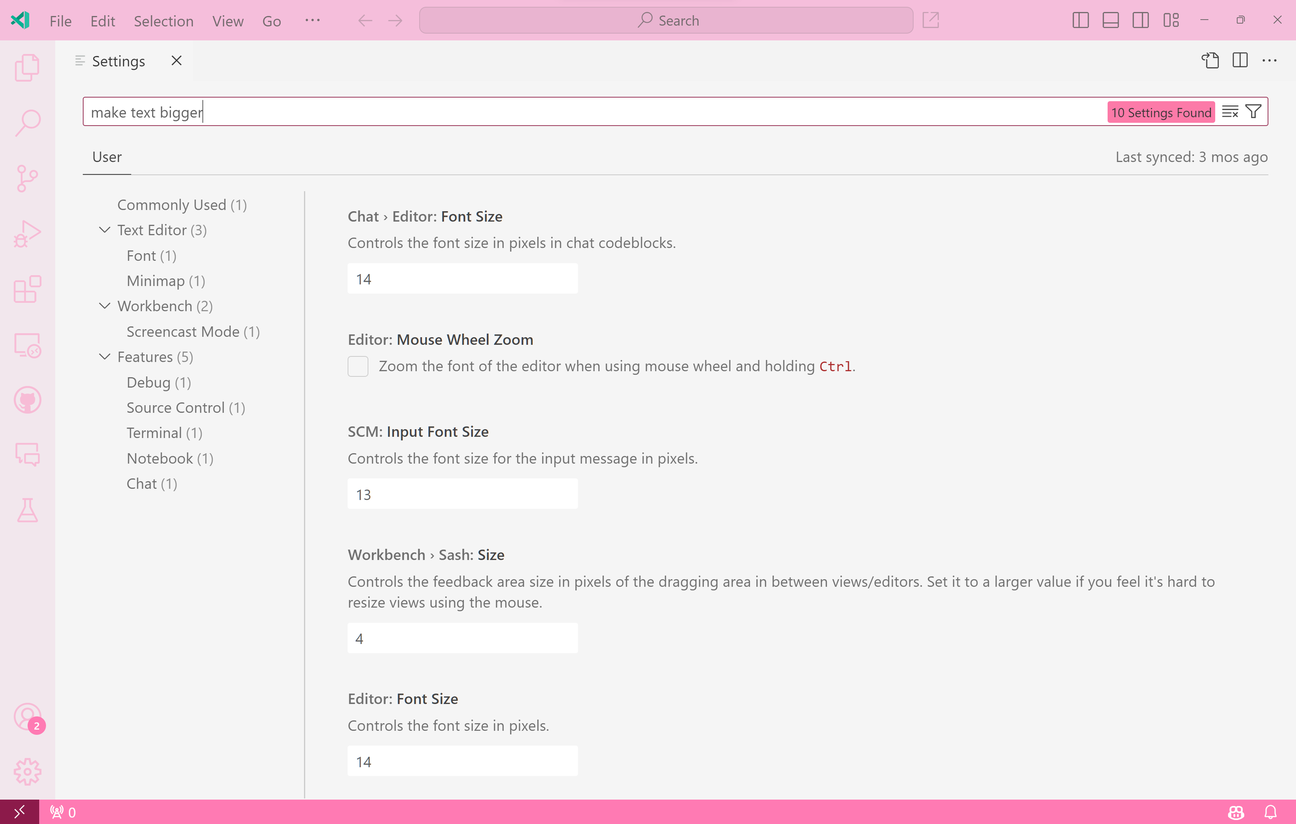 File Edit Selection View Go ··· Search
Settings
make text bigger 10 Settings Found
User Last synced: 3 mos ago
Commonly Used (1)
Text Editor (3)
Font (1)
Minimap (1)
Workbench (2)
Screencast Mode (1)
Features (5)
Debug (1)
Source Control (1)
Terminal (1)
Notebook (1)
Chat (1)
Chat › Editor: Font Size
Controls the font size in pixels in chat codeblocks.
14
Editor: Mouse Wheel Zoom
Zoom the font of the editor when using mouse wheel and holding Ctrl.
SCM: Input Font Size
Controls the font size for the input message in pixels.
13
Workbench › Sash: Size
Controls the feedback area size in pixels of the dragging area in between views/editors. Set it to a larger value if you feel it's hard to
resize views using the mouse.
4
Editor: Font Size
Controls the font size in pixels.
14
2
0